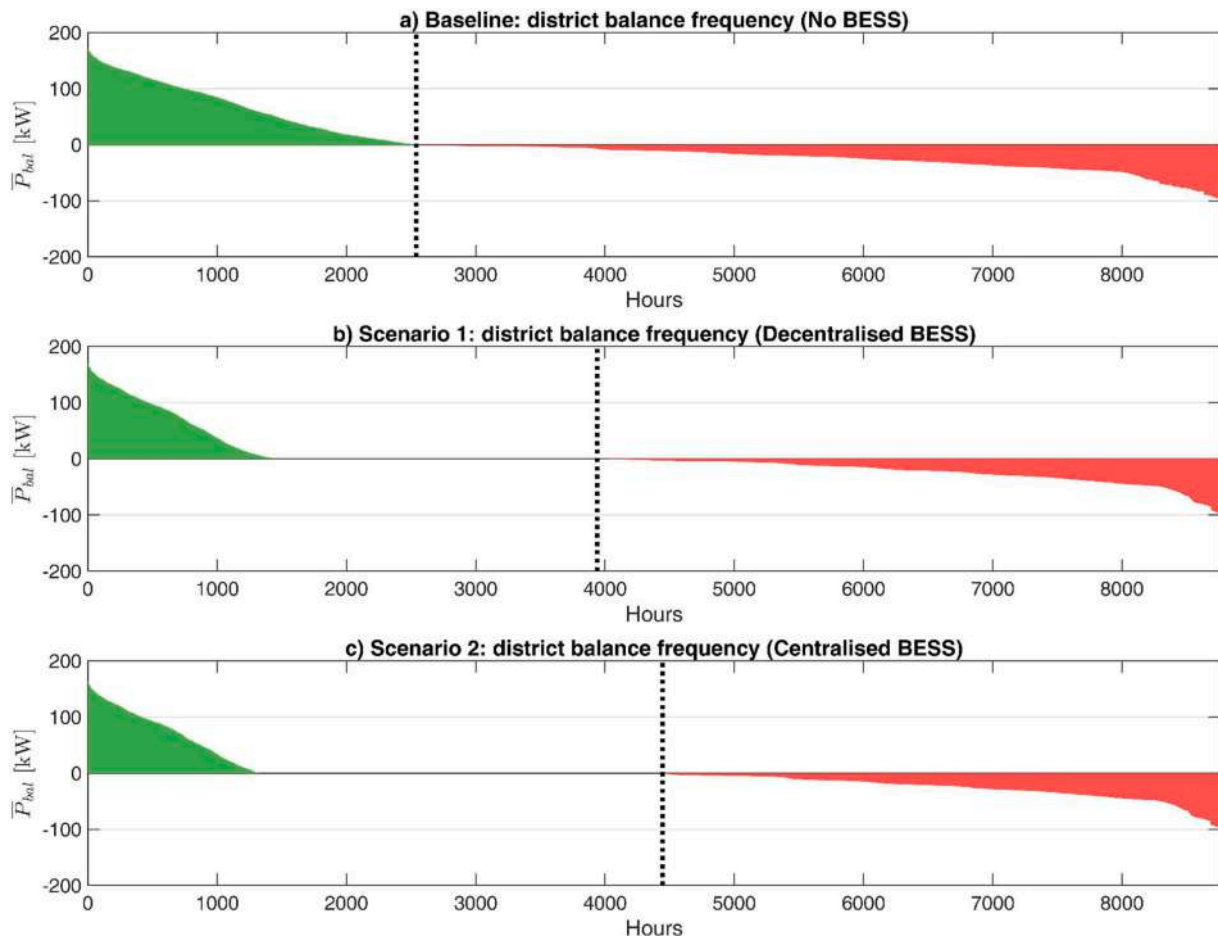 a) Baseline: district balance frequency (No BESS)
200
100
0
-100
-200
P̅bal [kW]
0 1000 2000 3000 4000 5000 6000 7000 8000
Hours
b) Scenario 1: district balance frequency (Decentralised BESS)
200
100
0
-100
-200
P̅bal [kW]
0 1000 2000 3000 4000 5000 6000 7000 8000
Hours
c) Scenario 2: district balance frequency (Centralised BESS)
200
100
0
-100
-200
P̅bal [kW]
0 1000 2000 3000 4000 5000 6000 7000 8000
Hours